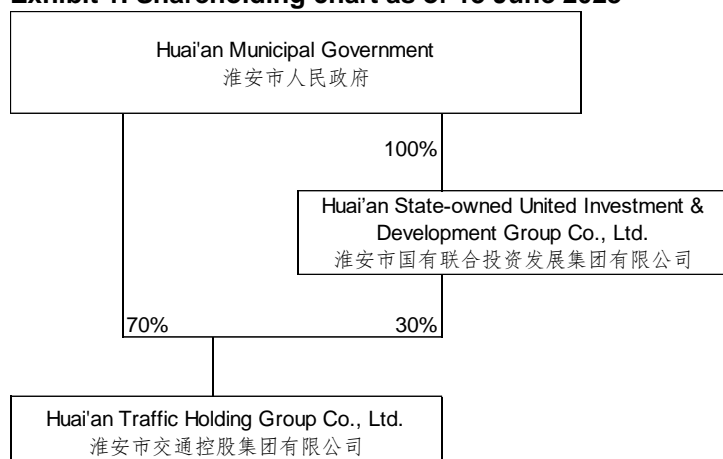 Exhibit 1. Shareholding chart as of June
Huai'an Municipal Government
淮安市人民政府
100%
Huai'an State-owned United Investment &
Development Group Co., Ltd.
淮安市国有联合投资发展集团有限公司
70% 30%
Huai'an Traffic Holding Group Co., Ltd.
淮安市交通控股集团有限公司